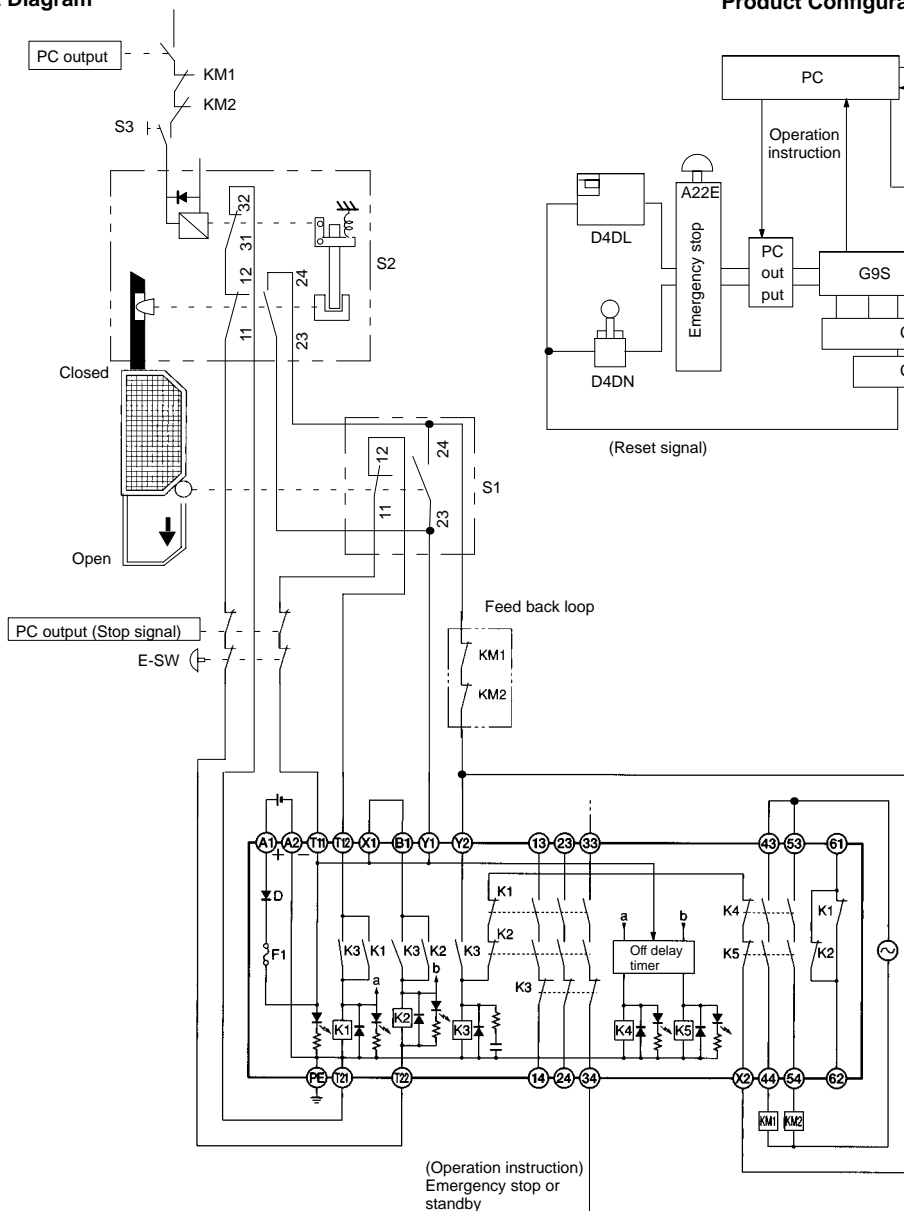 Diagram
Product Configura
PC output
KM1
KM2
S3
32
31
12
11
24
23
S2
Closed
Open
12
11
24
23
S1
Feed back loop
KM1
KM2
PC output (Stop signal)
E-SW
PC
Operation
instruction
A22E
Emergency stop
D4DL
D4DN
PC
out
put
G9S
(Reset signal)
A1
A2
T11
T12
X1
B1
Y1
Y2
13
23
33
43
53
61
+
–
D
F1
K3
K1
K3
K2
K3
K1
K2
K3
a
b
a
b
Off delay
timer
K4
K5
K1
K2
K1
K2
K3
K4
K5
PE
T21
T22
14
24
34
X2
44
54
62
KM1
KM2
(Operation instruction)
Emergency stop or
standby